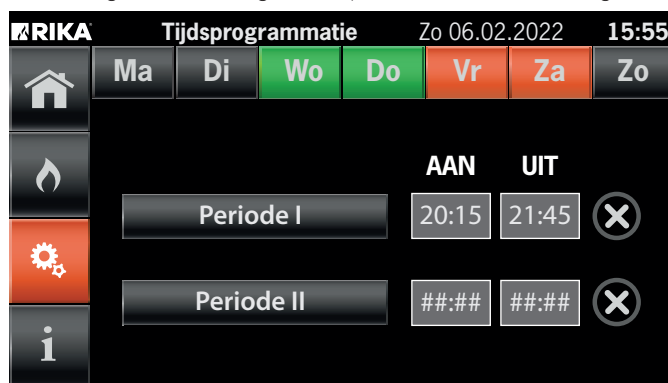 RIKA Tijdsprogrammatie Zo 06.02.2022 15:55
Ma Di Wo Do Vr Za Zo
AAN UIT
Periode I 20:15 21:45
Periode II ##:## ##:##
i